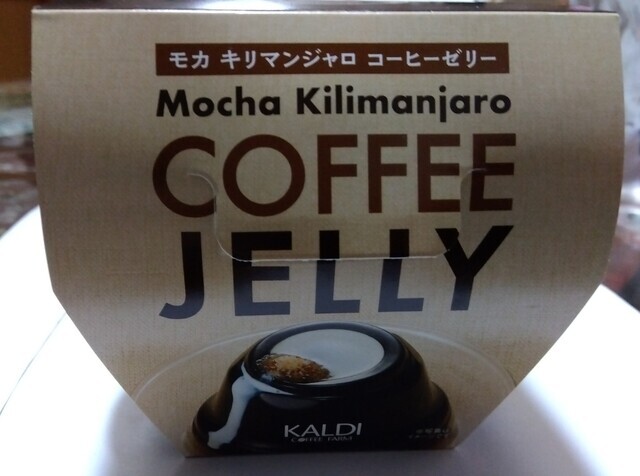 モカ キリマンジャロ コーヒーゼリー
Mocha Kilimanjaro
COFFEE
JELLY
KALDI
COFFEE FARM